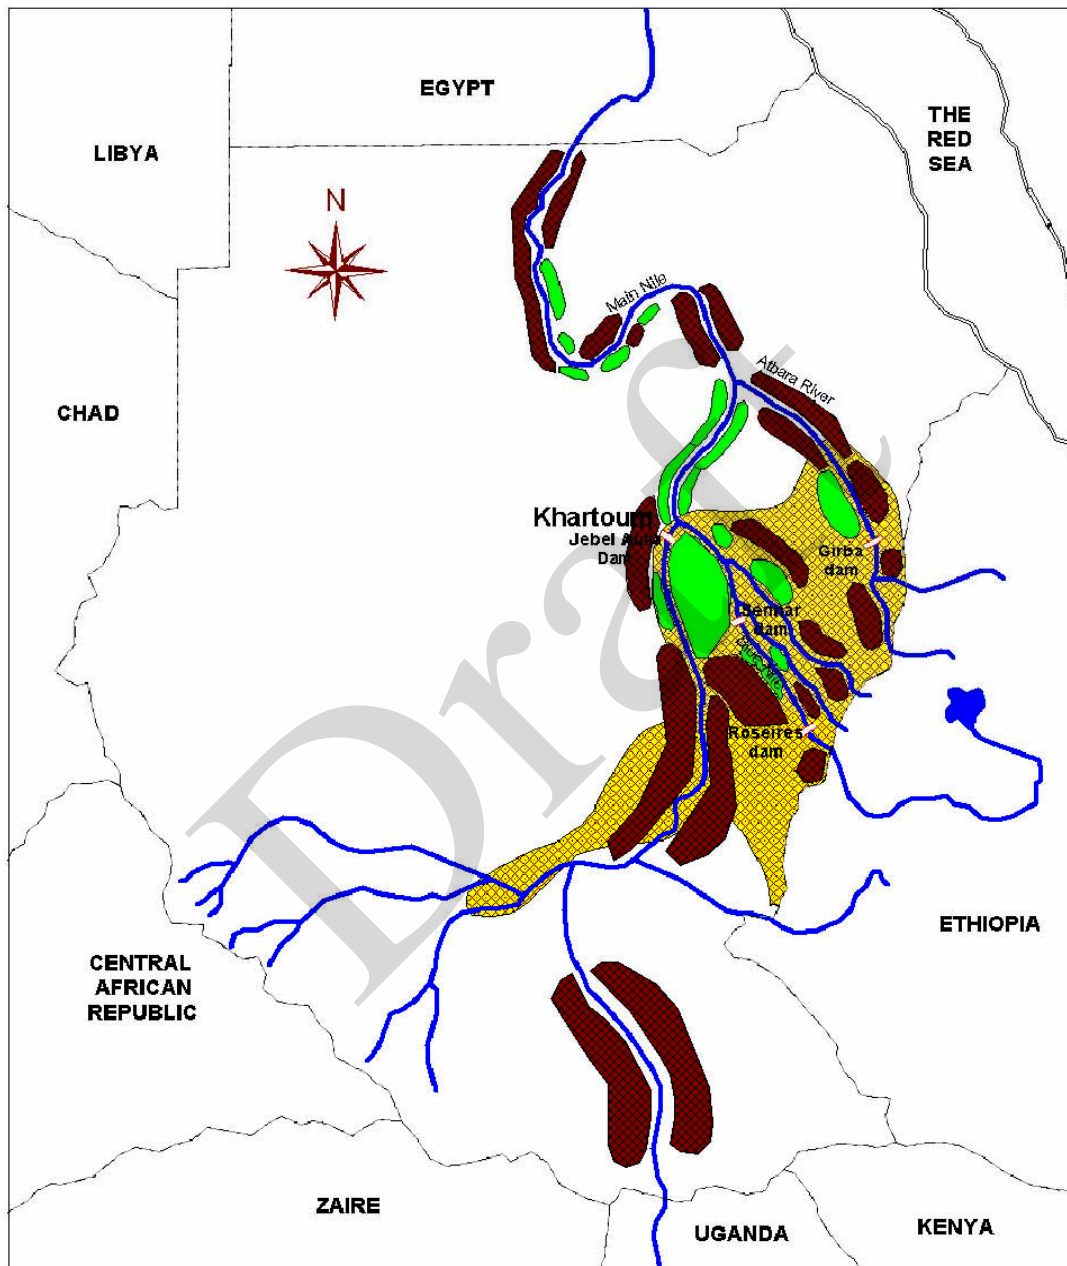 EGYPT
LIBYA
THE
RED
SEA
N
Main Nile
Atbara River
CHAD
Khartoum
Jebel Aulia
Dam
Girba
dam
Sennar
dam
Roseires
dam
ETHIOPIA
CENTRAL
AFRICAN
REPUBLIC
ZAIRE
UGANDA
KENYA
Draft